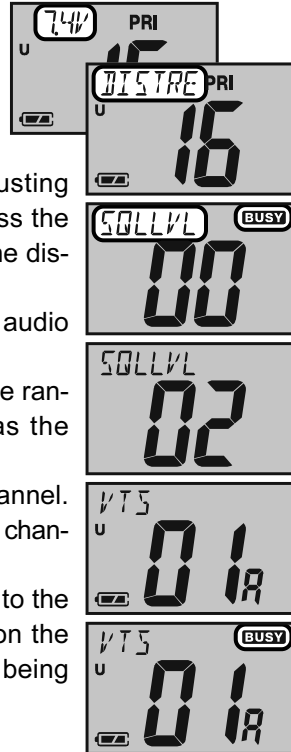 7.4V PRI
U
DISTRE PRI
U 16
usting
ss the
ne dis-
SQLLVL BUSY
00
audio
SQLLVL
02
e ran-
as the
annel.
chan-
VTS
U 01A
to the
on the
being
VTS BUSY
U 01A